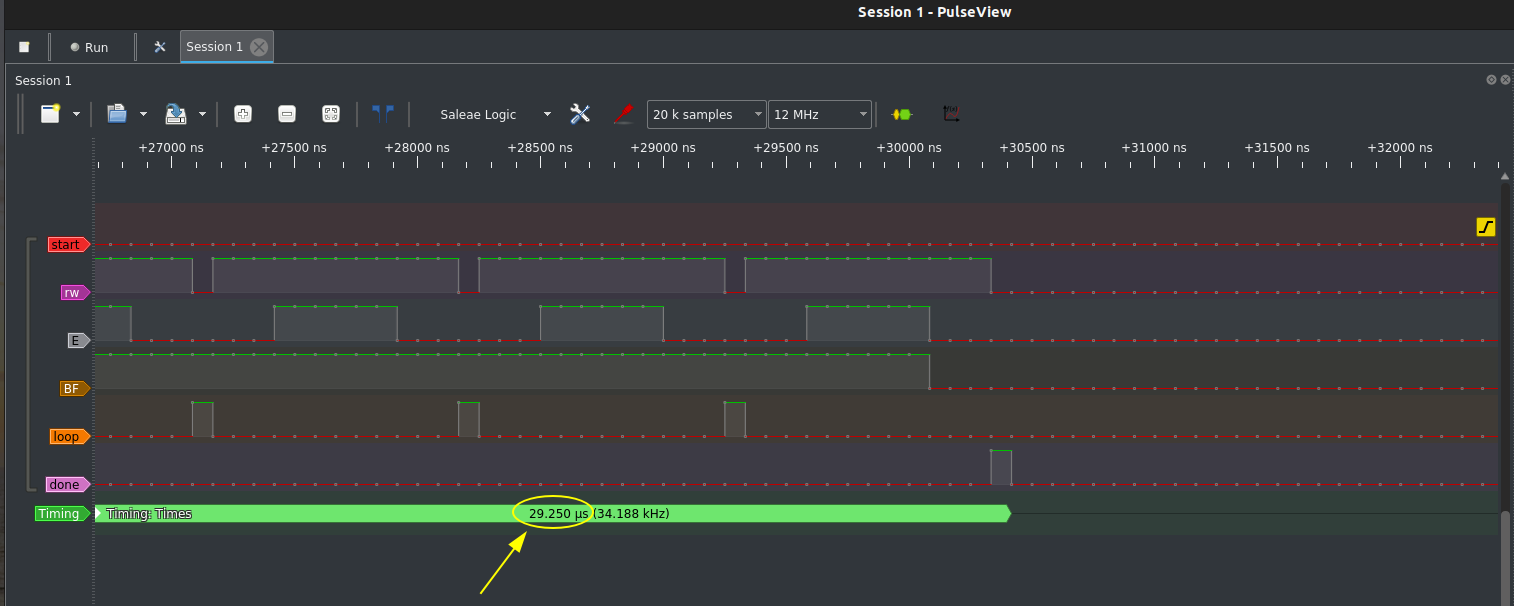 Session 1 - PulseView
Run
Session 1
Session 1
Saleae Logic
20 k samples
12 MHz
+27000 ns +27500 ns +28000 ns +28500 ns +29000 ns +29500 ns +30000 ns +30500 ns +31000 ns +31500 ns +32000 ns
start
rw
E
BF
loop
done
Timing Timing: Times 29.250 µs (34.188 kHz)